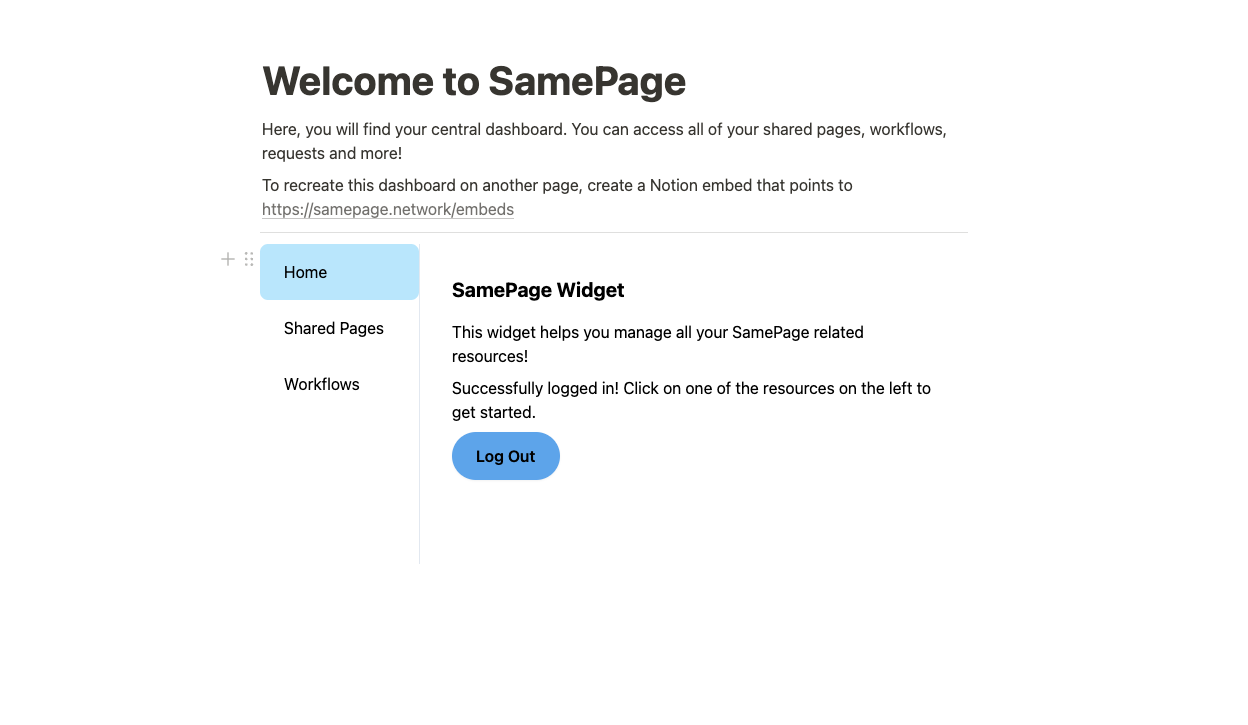 Welcome to SamePage
Here, you will find your central dashboard. You can access all of your shared pages, workflows,
requests and more!
To recreate this dashboard on another page, create a Notion embed that points to
https://samepage.network/embeds
Home
Shared Pages
Workflows
SamePage Widget
This widget helps you manage all your SamePage related
resources!
Successfully logged in! Click on one of the resources on the left to
get started.
Log Out